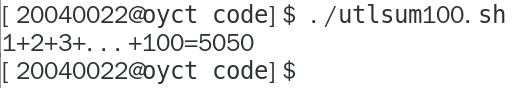 [ 20040022@oyct code] $ ./utlsum100. sh
1+2+3+. . . +100=5050
[ 20040022@oyct code] $